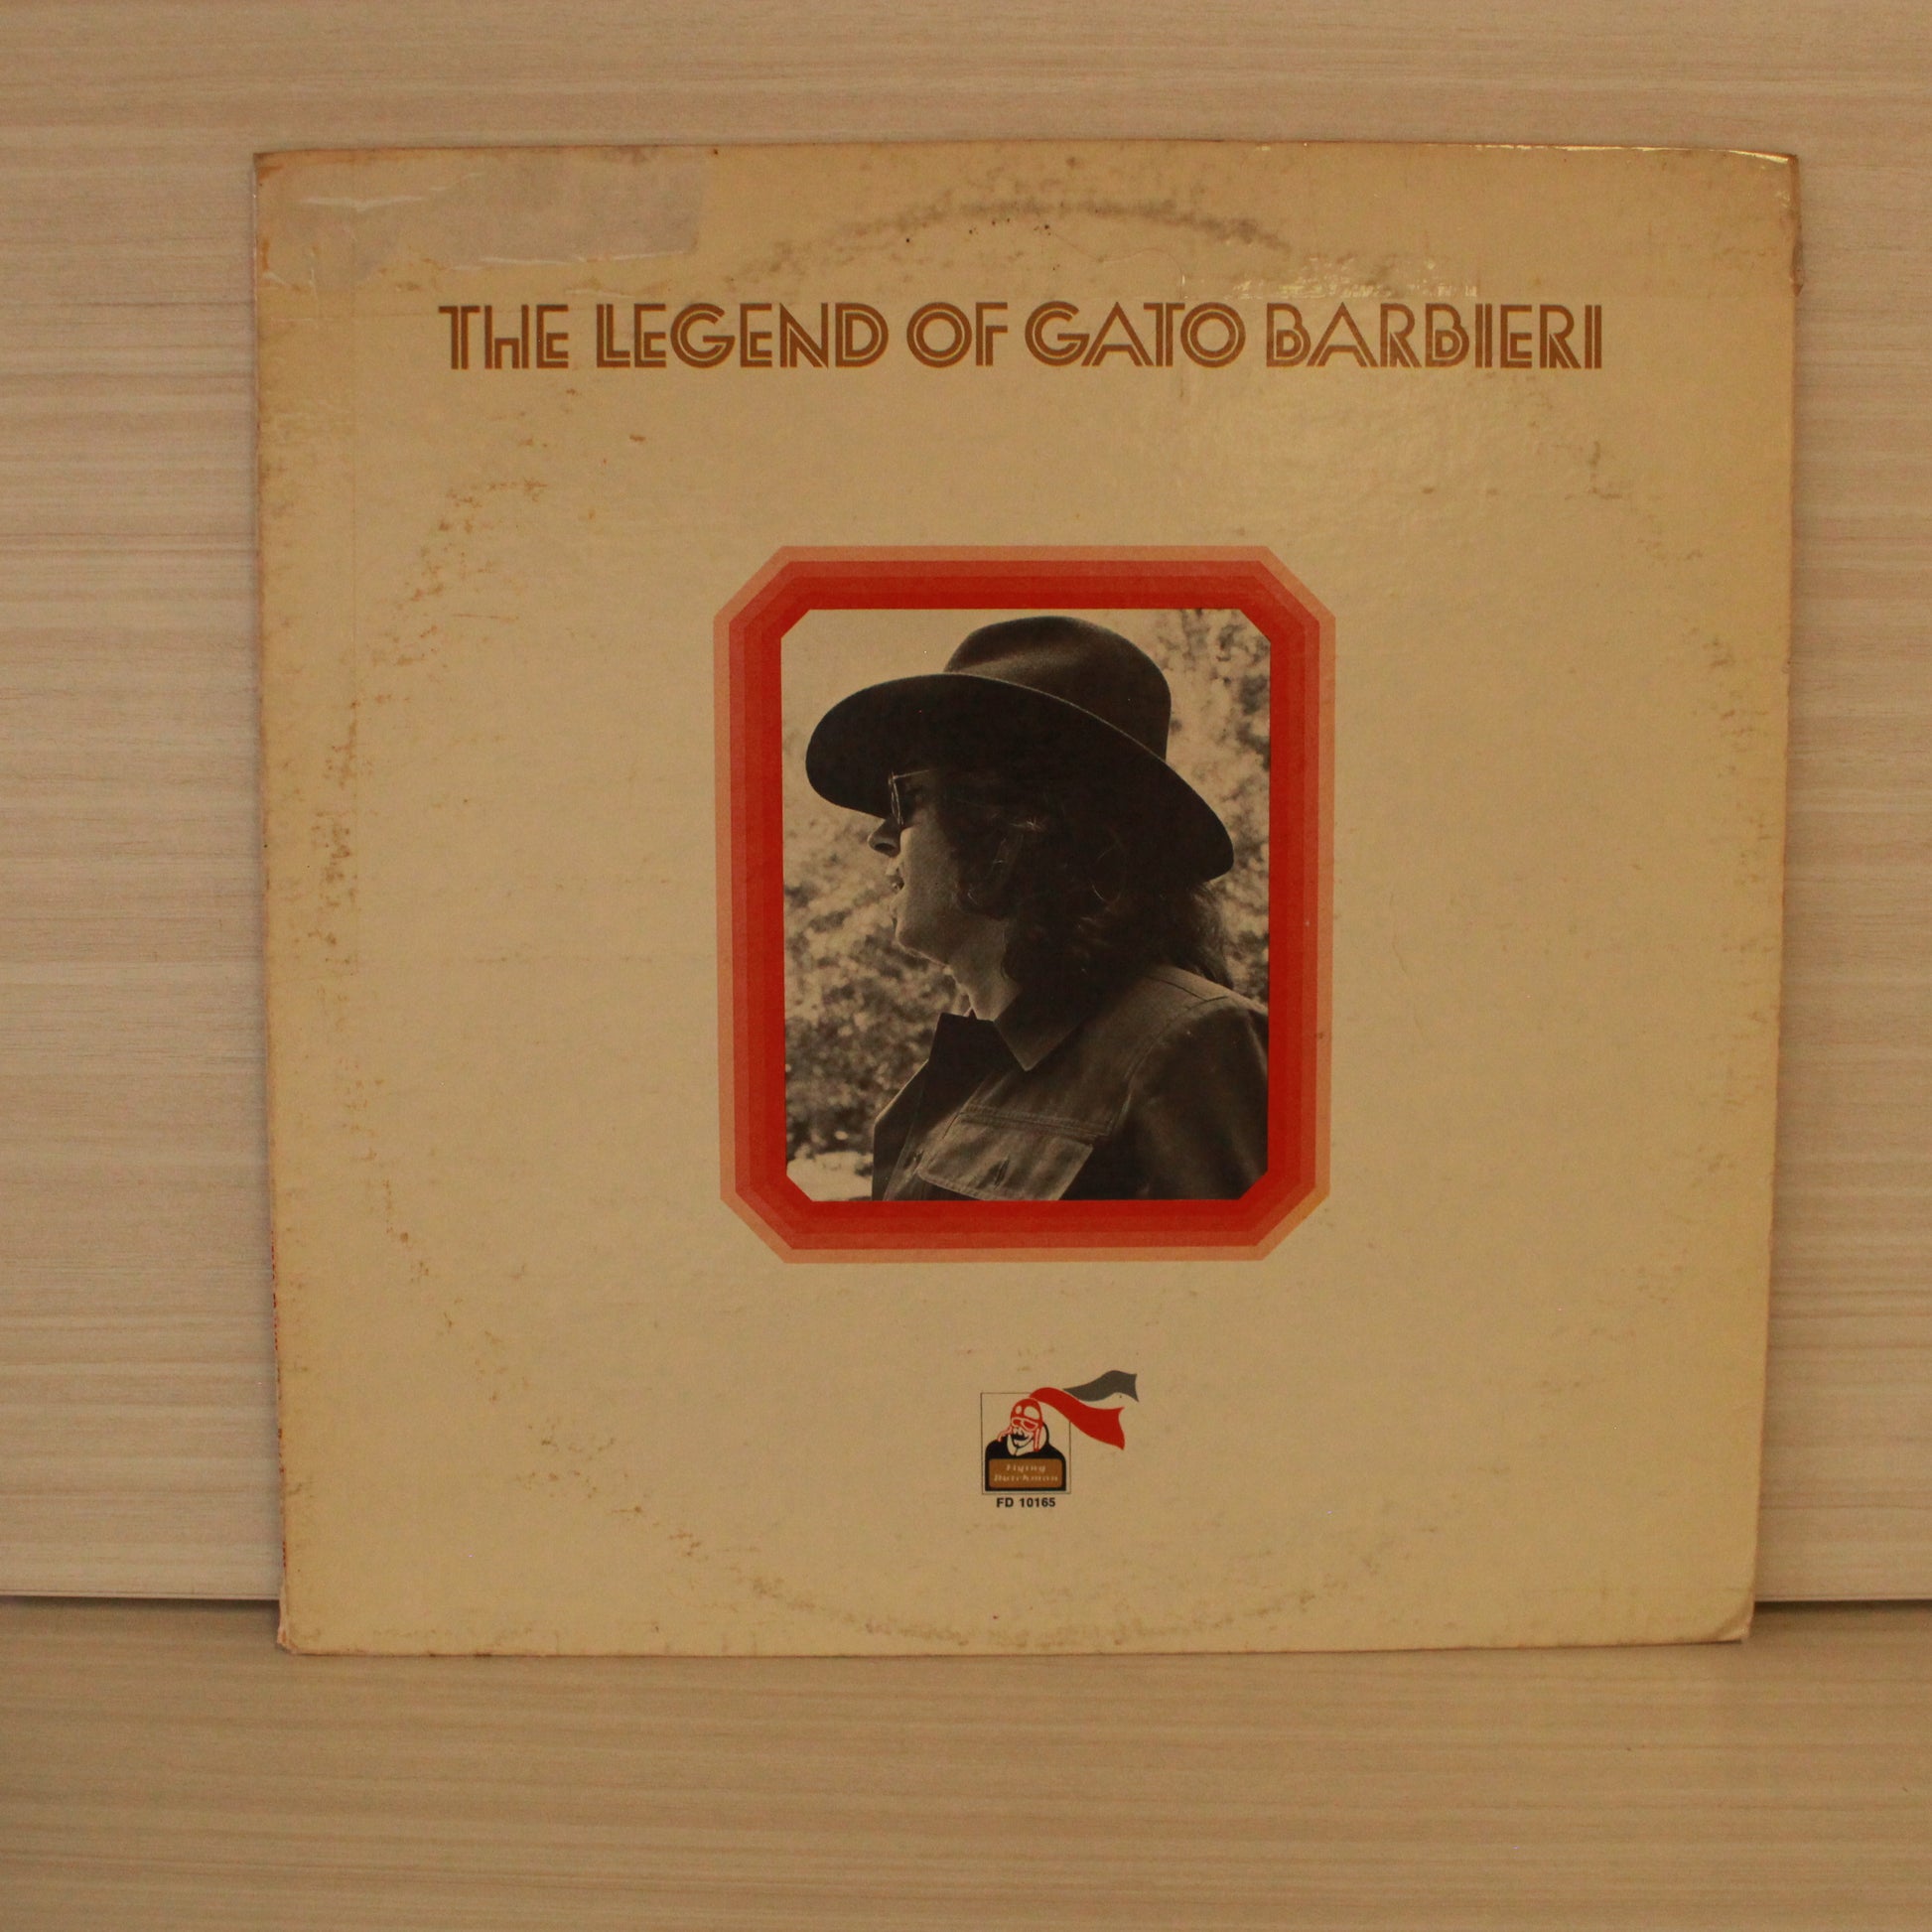 THE LEGEND OF GATO BARBIERI
Flying
Dutchman
FD 10165